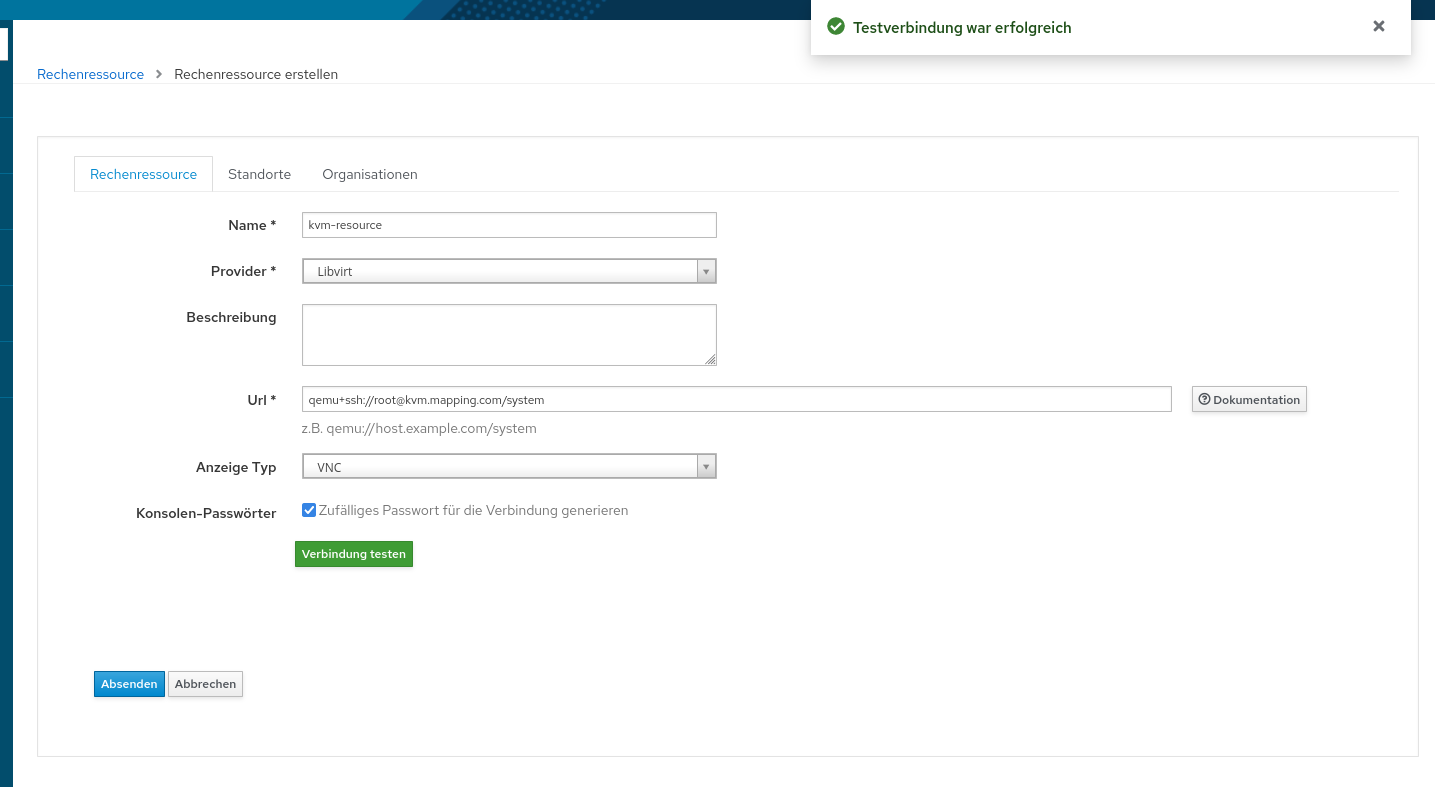 Testverbindung war erfolgreich
Rechenressource > Rechenressource erstellen
Rechenressource Standorte Organisationen
Name * kvm-resource
Provider * Libvirt
Beschreibung
Url * qemu+ssh://root@kvm.mapping.com/system Dokumentation
z.B. qemu://host.example.com/system
Anzeige Typ VNC
Konsolen-Passwörter Zufälliges Passwort für die Verbindung generieren
Verbindung testen
Absenden Abbrechen